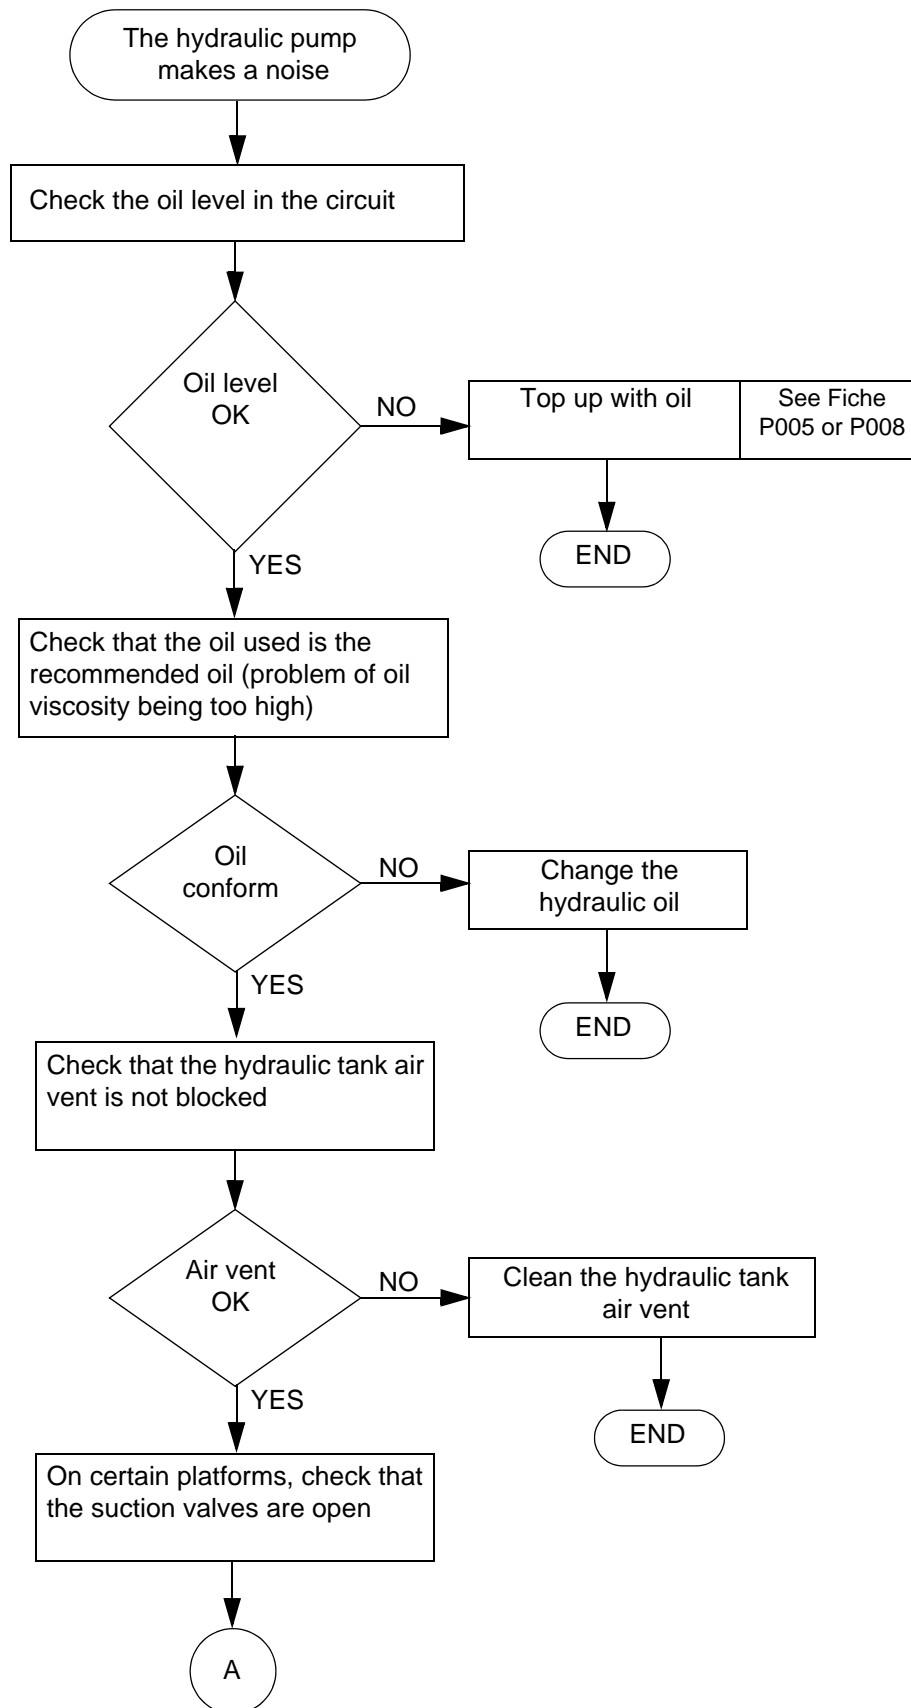 The hydraulic pump
makes a noise
Check the oil level in the circuit
Oil level
OK
NO
Top up with oil
See Fiche
P005 or P008
END
YES
Check that the oil used is the
recommended oil (problem of oil
viscosity being too high)
Oil
conform
NO
Change the
hydraulic oil
END
YES
Check that the hydraulic tank air
vent is not blocked
Air vent
OK
NO
Clean the hydraulic tank
air vent
END
YES
On certain platforms, check that
the suction valves are open
A